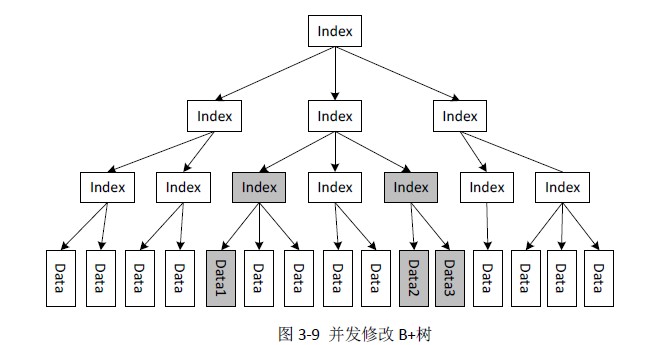 Index
Index Index Index
Index Index Index Index Index Index Index
Data Data Data Data Data1 Data Data Data Data Data2 Data3 Data Data Data Data
图 3-9 并发修改 B+树